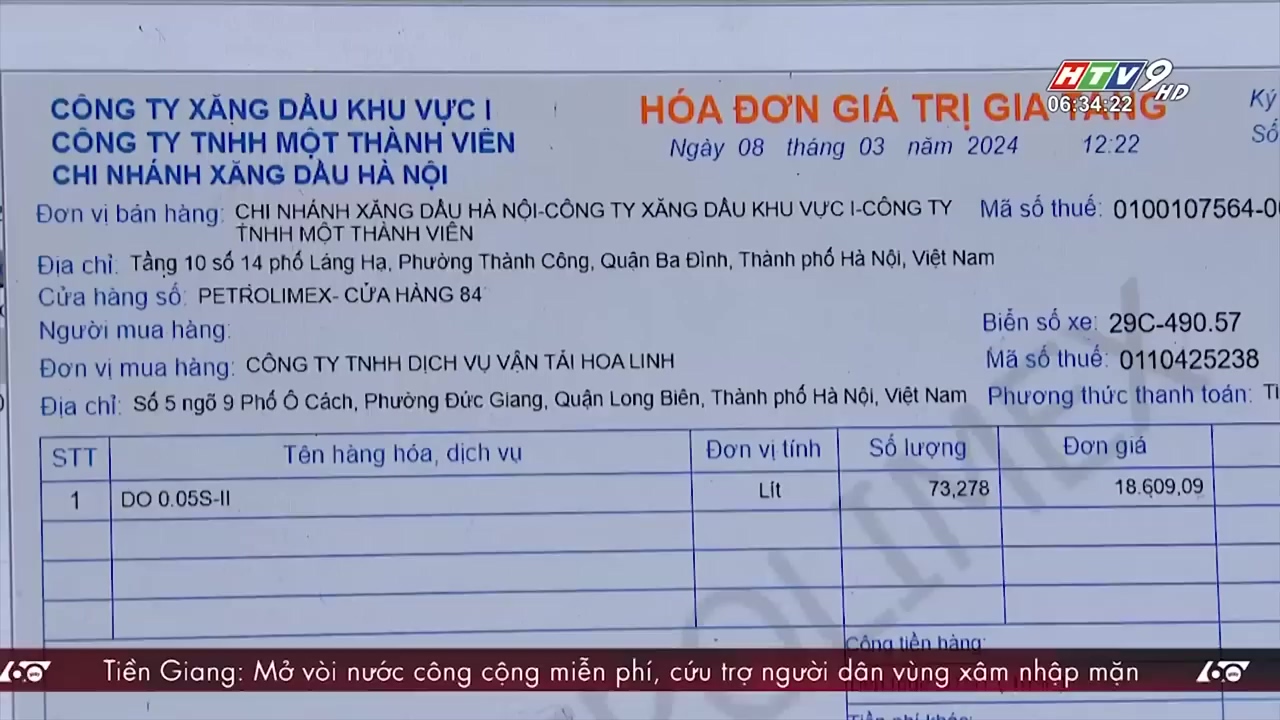 HTV9 HD
06:34:22
CÔNG TY XĂNG DẦU KHU VỰC I
CÔNG TY TNHH MỘT THÀNH VIÊN
CHI NHÁNH XĂNG DẦU HÀ NỘI
HÓA ĐƠN GIÁ TRỊ GIA TĂNG
Ngày 08 tháng 03 năm 2024 12:22
Ký
Số
Đơn vị bán hàng: CHI NHÁNH XĂNG DẦU HÀ NỘI-CÔNG TY XĂNG DẦU KHU VỰC I-CÔNG TY
TNHH MỘT THÀNH VIÊN
Mã số thuế: 0100107564-0
Địa chỉ: Tầng 10 số 14 phố Láng Hạ, Phường Thành Công, Quận Ba Đình, Thành phố Hà Nội, Việt Nam
Cửa hàng số: PETROLIMEX- CỬA HÀNG 84
Người mua hàng:
Biển số xe: 29C-490.57
Đơn vị mua hàng: CÔNG TY TNHH DỊCH VỤ VẬN TẢI HOA LINH
Mã số thuế: 0110425238
Địa chỉ: Số 5 ngõ 9 Phố Ô Cách, Phường Đức Giang, Quận Long Biên, Thành phố Hà Nội, Việt Nam
Phương thức thanh toán: Ti
STT Tên hàng hóa, dịch vụ Đơn vị tính Số lượng Đơn giá
1 DO 0.05S-II Lít 73,278 18.609,09
Cộng tiền hàng:
Tiền Giang: Mở vòi nước công cộng miễn phí, cứu trợ người dân vùng xâm nhập mặn